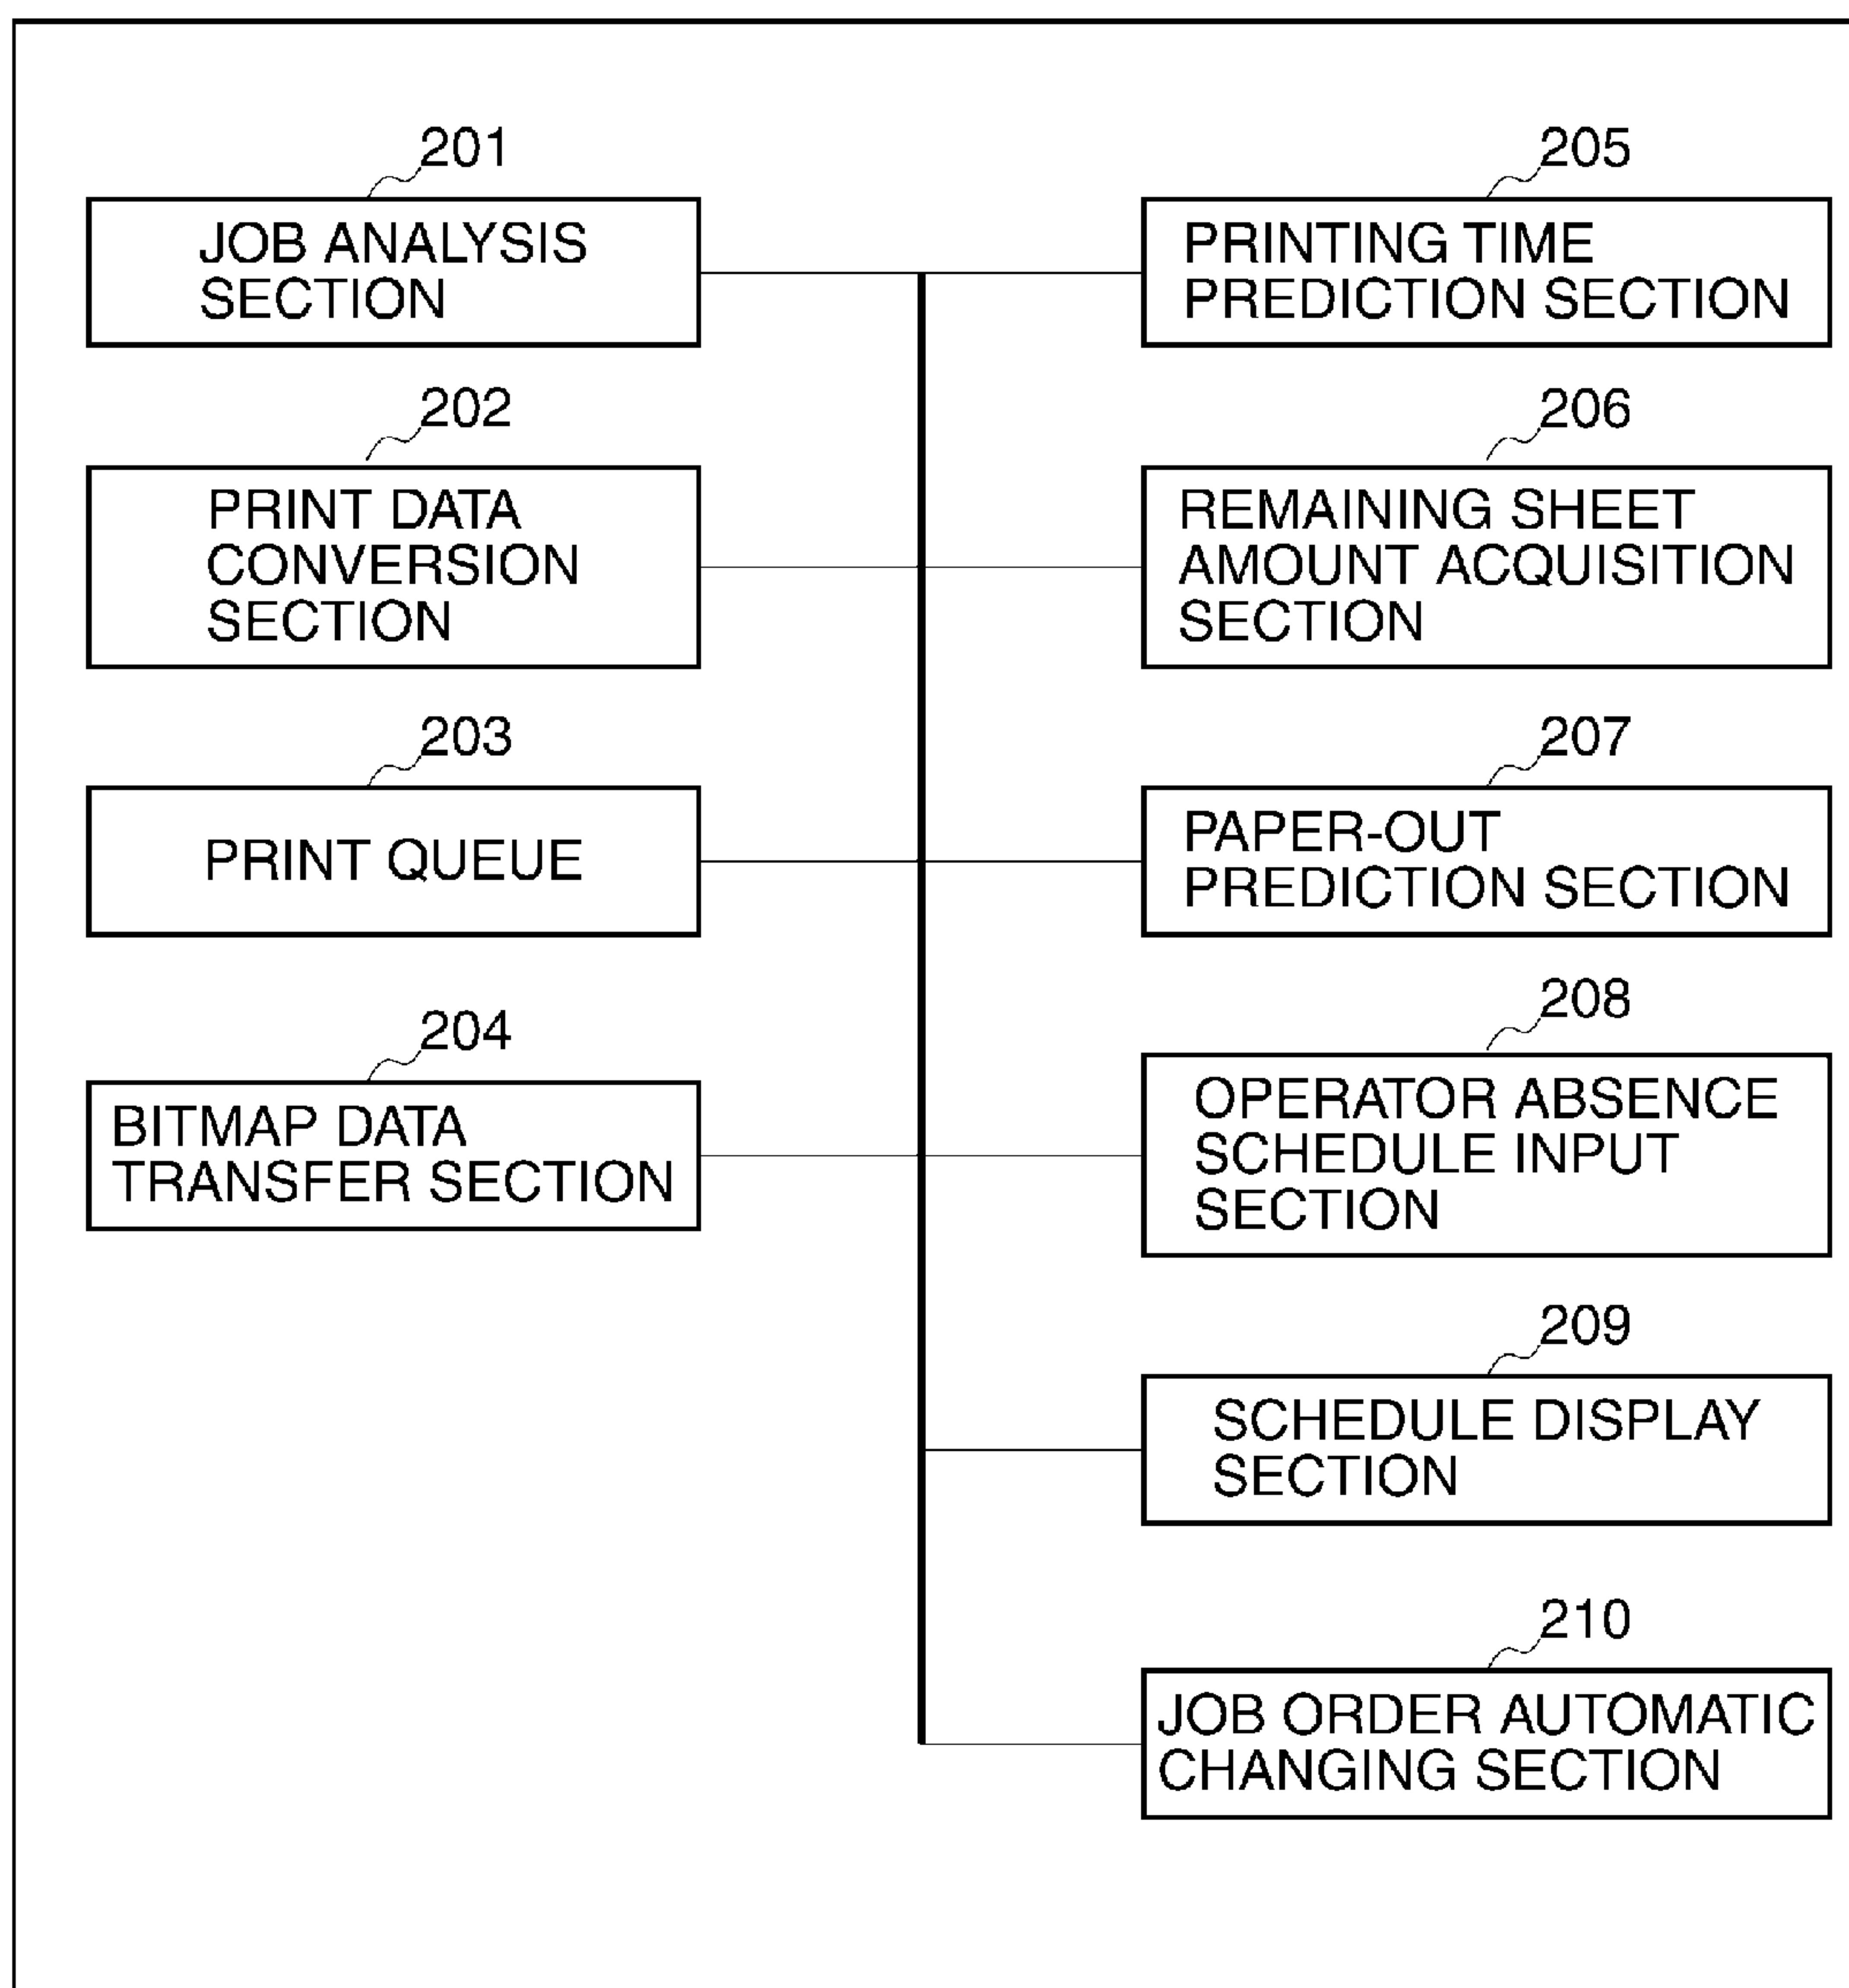 201
JOB ANALYSIS
SECTION
202
PRINT DATA
CONVERSION
SECTION
203
PRINT QUEUE
204
BITMAP DATA
TRANSFER SECTION
205
PRINTING TIME
PREDICTION SECTION
206
REMAINING SHEET
AMOUNT ACQUISITION
SECTION
207
PAPER-OUT
PREDICTION SECTION
208
OPERATOR ABSENCE
SCHEDULE INPUT
SECTION
209
SCHEDULE DISPLAY
SECTION
210
JOB ORDER AUTOMATIC
CHANGING SECTION